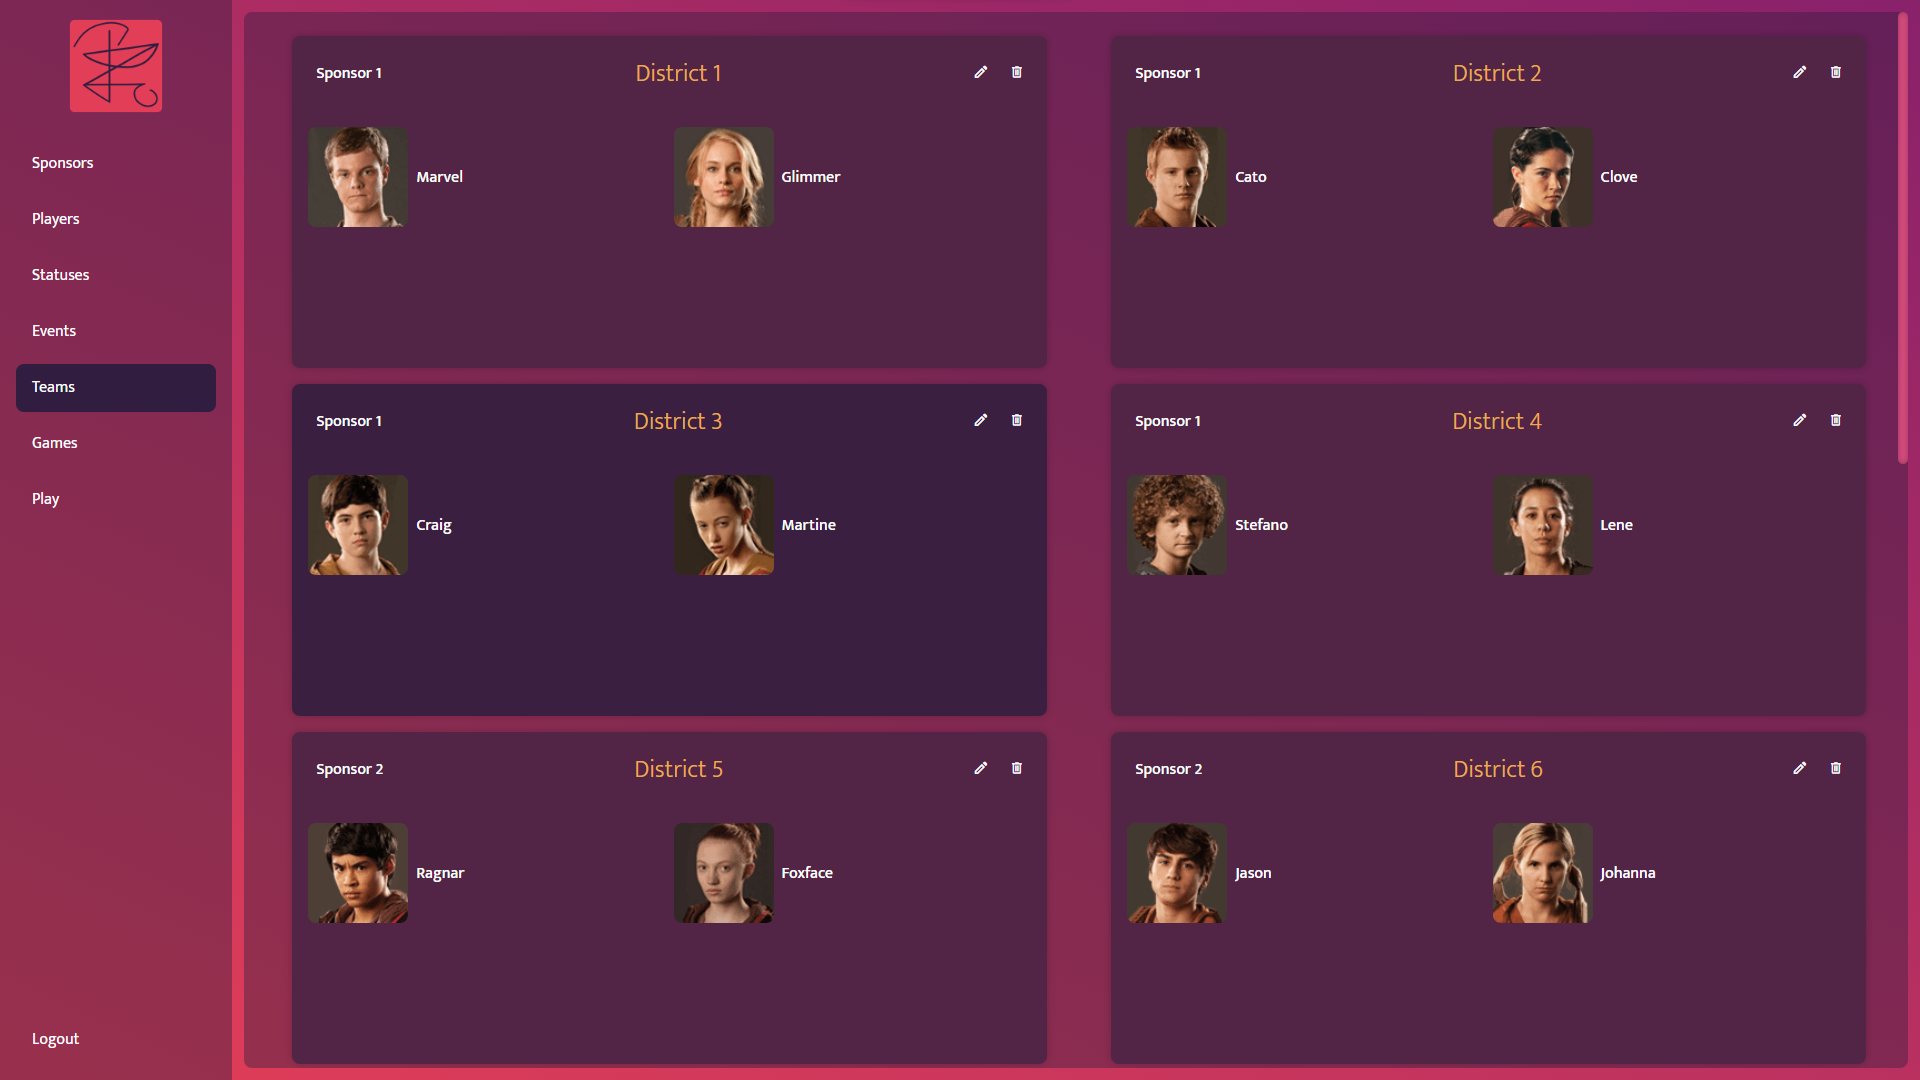 Sponsors
Players
Statuses
Events
Teams
Games
Play
Logout
Sponsor 1
District 1
Marvel
Glimmer
Sponsor 1
District 2
Cato
Clove
Sponsor 1
District 3
Craig
Martine
Sponsor 1
District 4
Stefano
Lene
Sponsor 2
District 5
Ragnar
Foxface
Sponsor 2
District 6
Jason
Johanna